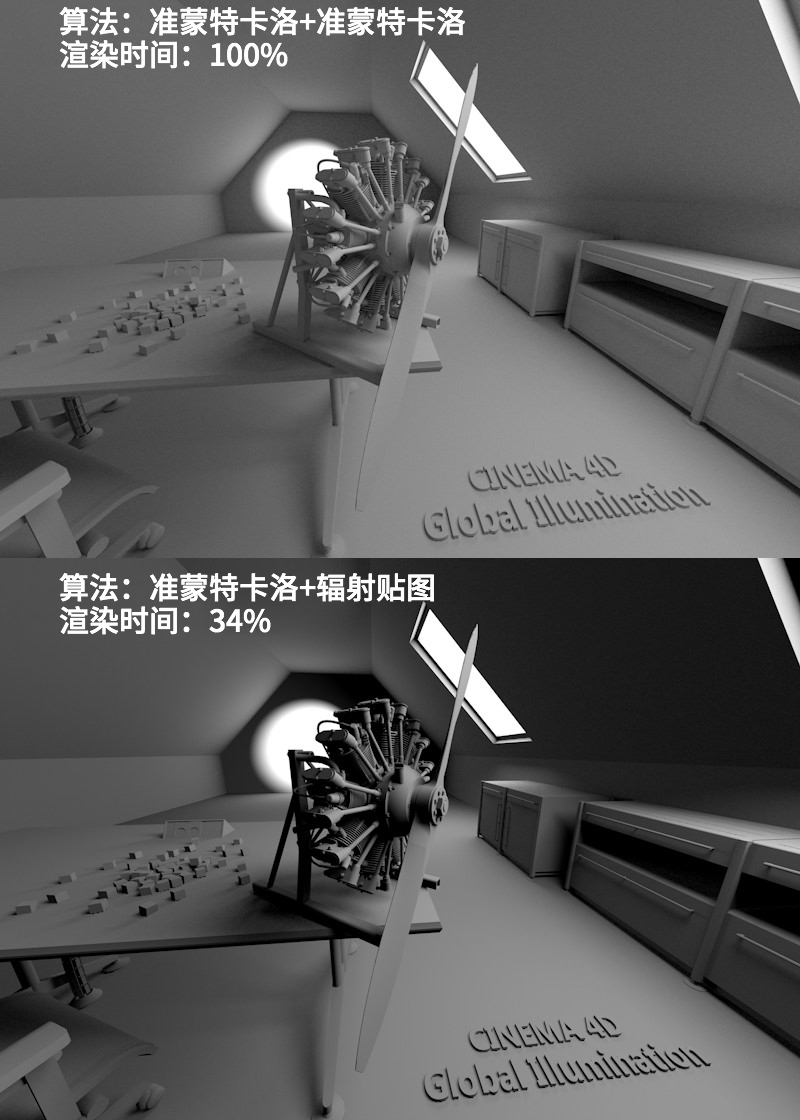 算法：准蒙特卡洛+准蒙特卡洛
渲染时间：100%
CINEMA 4D
Global Illumination
算法：准蒙特卡洛+辐射贴图
渲染时间：34%
CINEMA 4D
Global Illumination